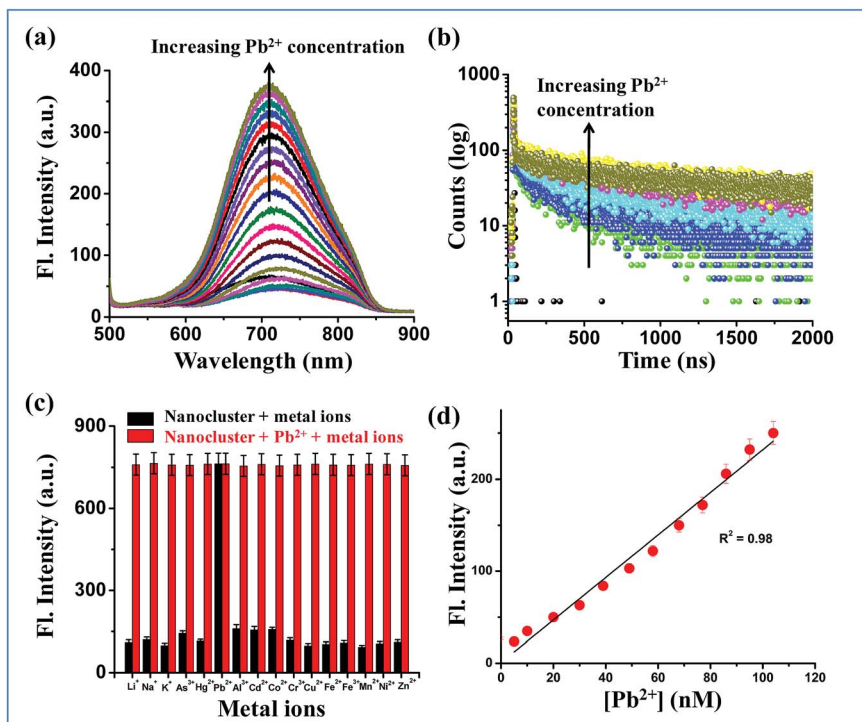 (a)
Increasing Pb²⁺ concentration
400
350
300
250
200
150
100
50
0
500 600 700 800 900
Fl. Intensity (a.u.)
Wavelength (nm)
(b)
Increasing Pb²⁺
concentration
1000
100
10
1
0 500 1000 1500 2000
Counts (log)
Time (ns)
(c)
Nanocluster + metal ions
Nanocluster + Pb²⁺ + metal ions
900
600
300
0
Fl. Intensity (a.u.)
Li⁺ Na⁺ K⁺ As³⁺ Hg²⁺ Pb²⁺ Al³⁺ Cd²⁺ Co²⁺ Cr³⁺ Cu²⁺ Fe²⁺ Fe³⁺ Mn²⁺ Ni²⁺ Zn²⁺
Metal ions
(d)
200
100
0
R² = 0.98
0 20 40 60 80 100 120
Fl. Intensity (a.u.)
[Pb²⁺] (nM)